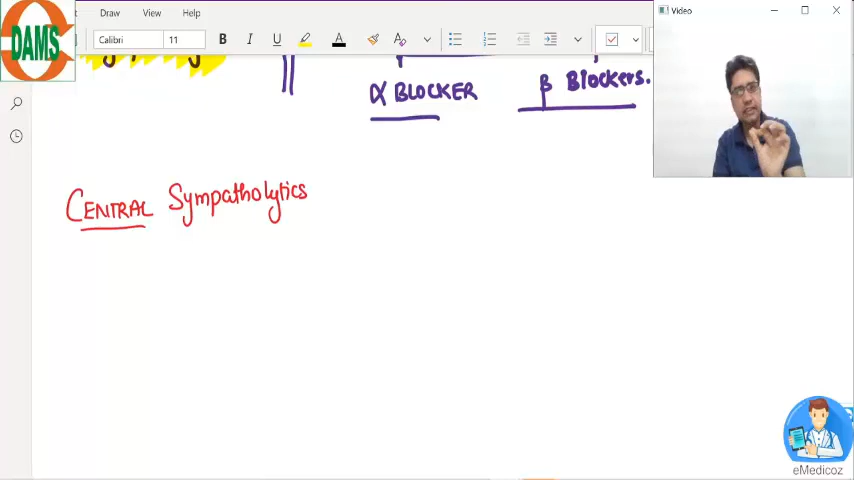 DAMS
Draw View Help
Calibri 11 B I U A A
Video
α BLOCKER
β Blockers.
CENTRAL Sympatholytics
eMedicoz